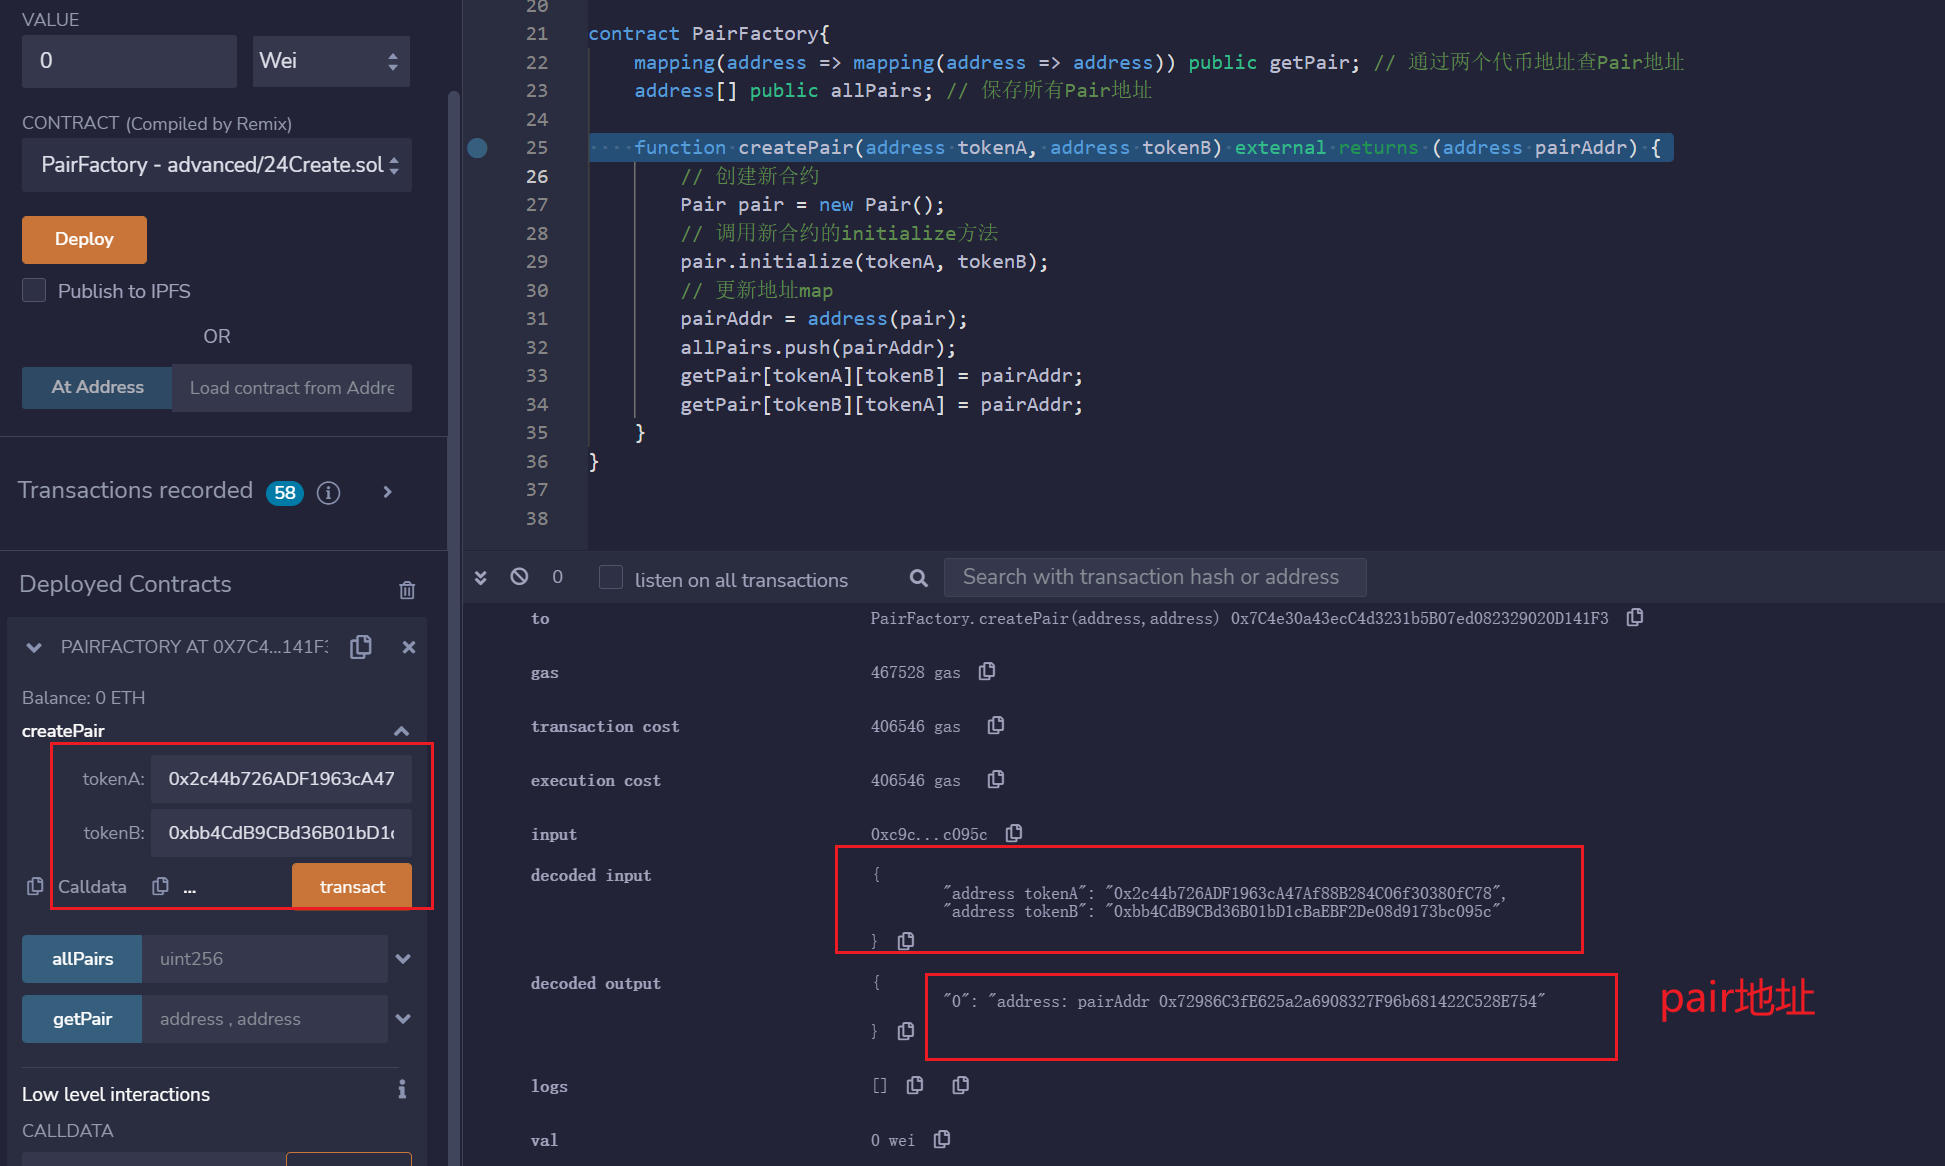 VALUE
0
Wei
CONTRACT (Compiled by Remix)
PairFactory - advanced/24Create.sol
Deploy
Publish to IPFS
OR
At Address
Load contract from Addre
Transactions recorded 58
Deployed Contracts
PAIRFACTORY AT 0X7C4...141F3
Balance: 0 ETH
createPair
tokenA: 0x2c44b726ADF1963cA47
tokenB: 0xbb4CdB9CBd36B01bD1c
Calldata ... transact
allPairs uint256
getPair address , address
Low level interactions
CALLDATA
20
21 contract PairFactory{
22 mapping(address => mapping(address => address)) public getPair; // 通过两个代币地址查Pair地址
23 address[] public allPairs; // 保存所有Pair地址
24
25 function createPair(address tokenA, address tokenB) external returns (address pairAddr) {
26 // 创建新合约
27 Pair pair = new Pair();
28 // 调用新合约的initialize方法
29 pair.initialize(tokenA, tokenB);
30 // 更新地址map
31 pairAddr = address(pair);
32 allPairs.push(pairAddr);
33 getPair[tokenA][tokenB] = pairAddr;
34 getPair[tokenB][tokenA] = pairAddr;
35 }
36 }
37
38
0 listen on all transactions Search with transaction hash or address
to PairFactory.createPair(address,address) 0x7C4e30a43ecC4d3231b5B07ed082329020D141F3
gas 467528 gas
transaction cost 406546 gas
execution cost 406546 gas
input 0xc9c...c095c
decoded input {
"address tokenA": "0x2c44b726ADF1963cA47Af88B284C06f30380fC78",
"address tokenB": "0xbb4CdB9CBd36B01bD1cBaEBF2De08d9173bc095c"
}
decoded output {
"0": "address: pairAddr 0x72986C3fE625a2a6908327F96b681422C528E754"
}
pair地址
logs []
val 0 wei